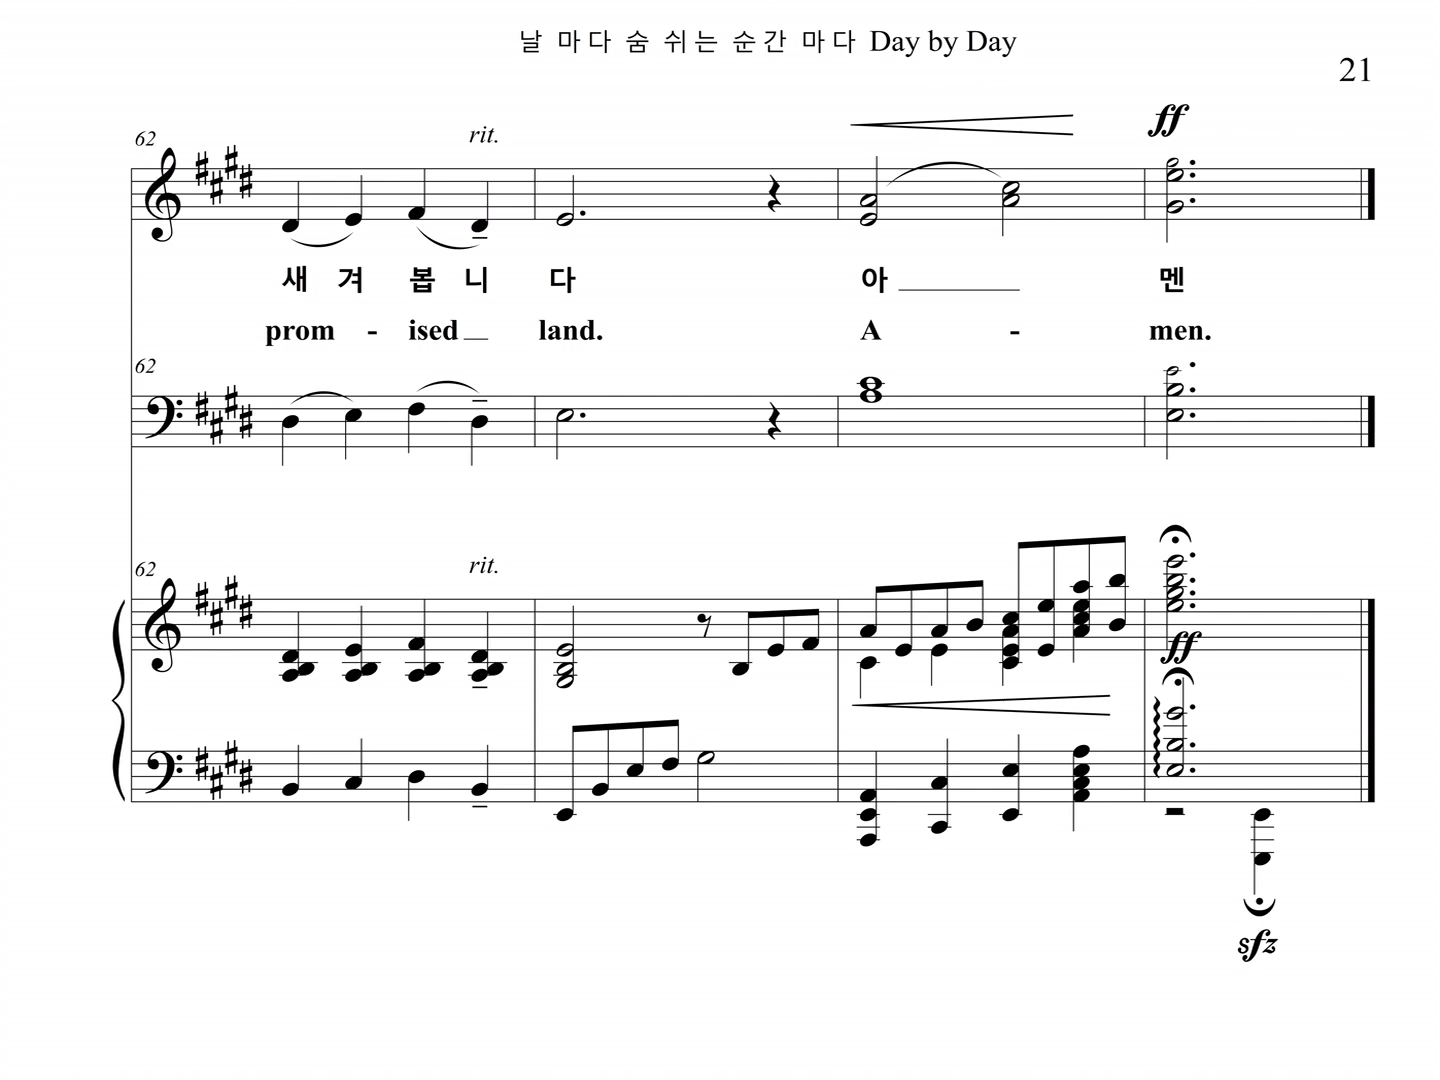 날 마다 숨 쉬는 순간 마다 Day by Day
21
62
rit.
ff
새 겨 봅 니 다 아 멘
prom - ised land. A - men.
62
62
rit.
ff
sfz